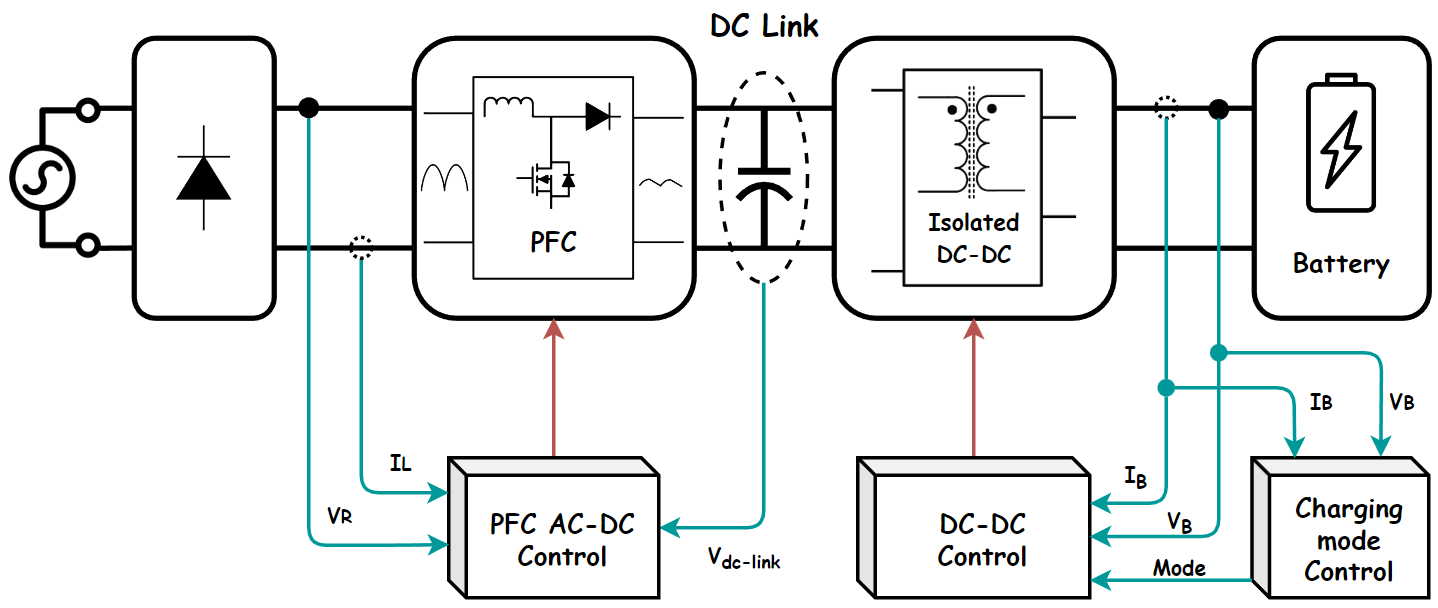 DC Link
PFC
Isolated
DC-DC
Battery
IL
VR
PFC AC-DC
Control
Vdc-link
DC-DC
Control
IB
VB
Mode
IB
VB
Charging
mode
Control